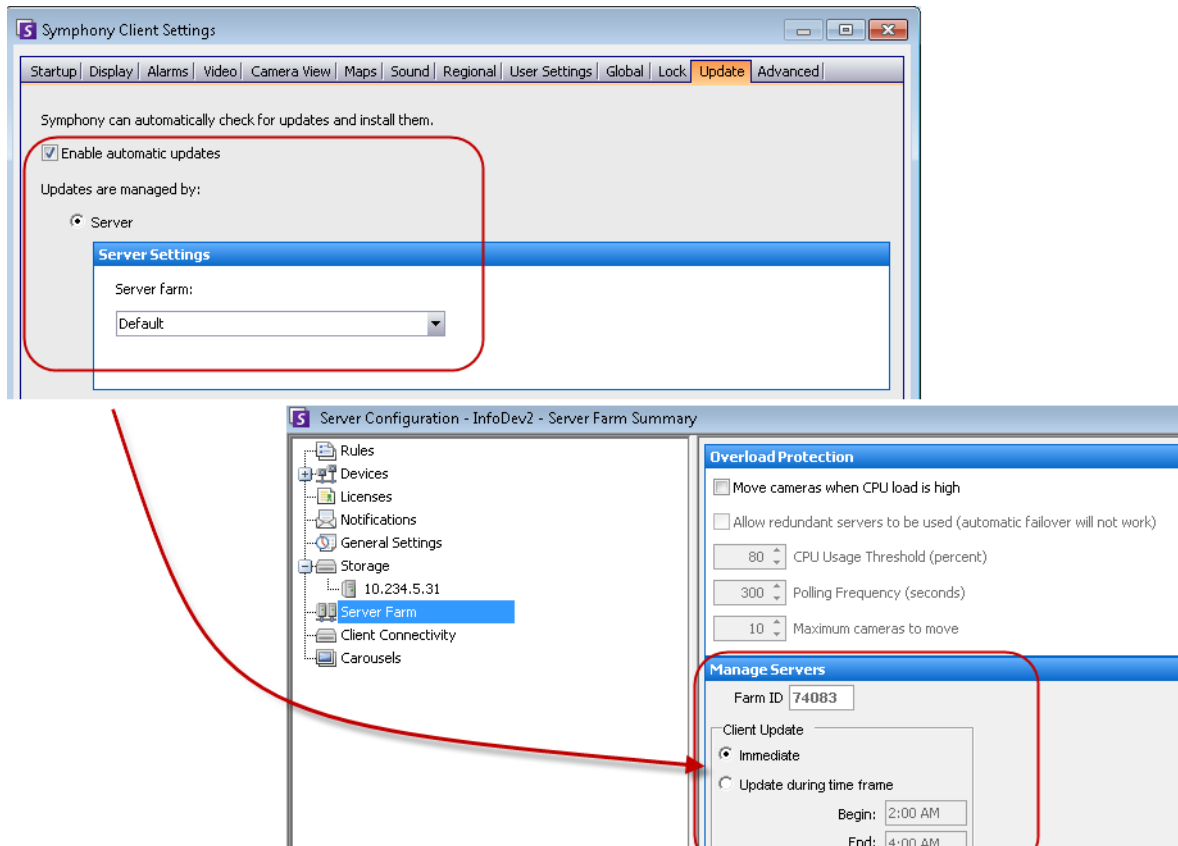 Symphony Client Settings
Startup Display Alarms Video Camera View Maps Sound Regional User Settings Global Lock Update Advanced
Symphony can automatically check for updates and install them.
Enable automatic updates
Updates are managed by:
Server
Server Settings
Server farm:
Default
Server Configuration - InfoDev2 - Server Farm Summary
Rules
Devices
Licenses
Notifications
General Settings
Storage
10.234.5.31
Server Farm
Client Connectivity
Carousels
Overload Protection
Move cameras when CPU load is high
Allow redundant servers to be used (automatic failover will not work)
80 CPU Usage Threshold (percent)
300 Polling Frequency (seconds)
10 Maximum cameras to move
Manage Servers
Farm ID 74083
Client Update
Immediate
Update during time frame
Begin: 2:00 AM
End: 4:00 AM